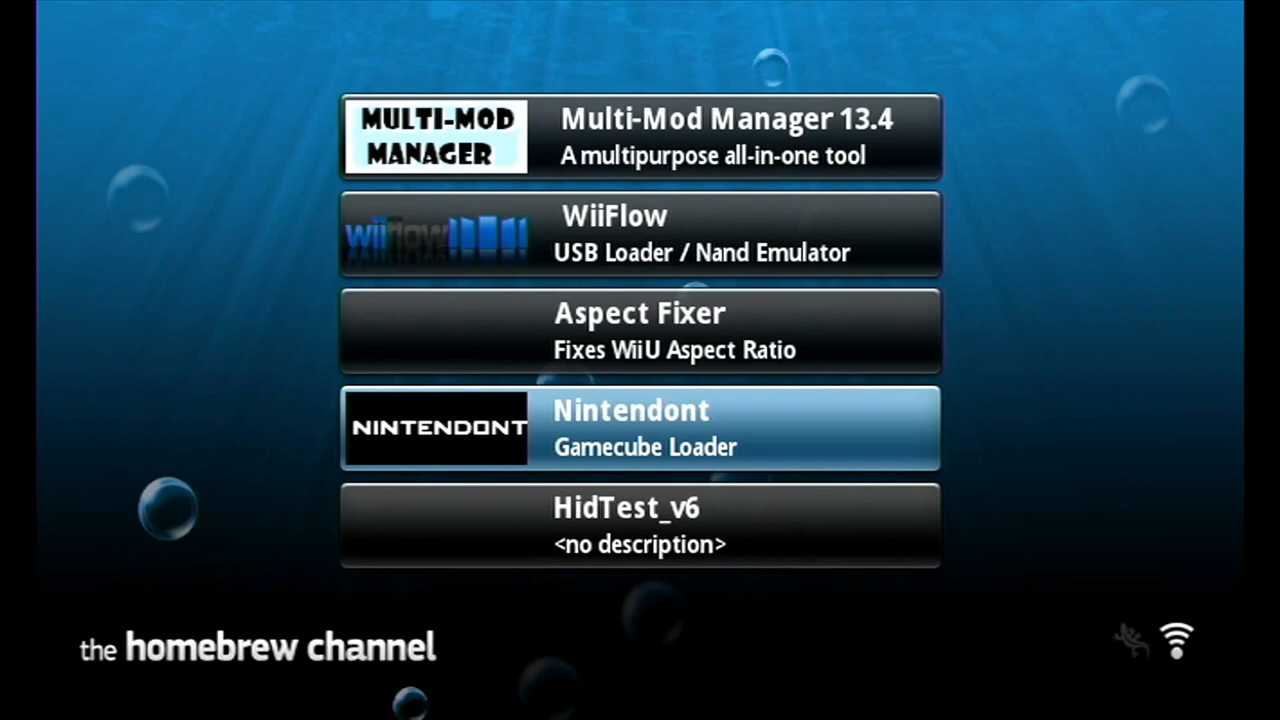 MULTI-MOD
MANAGER
Multi-Mod Manager 13.4
A multipurpose all-in-one tool
wiiflow
WiiFlow
USB Loader / Nand Emulator
Aspect Fixer
Fixes WiiU Aspect Ratio
NINTENDONT
Nintendont
Gamecube Loader
HidTest_v6
<no description>
the homebrew channel